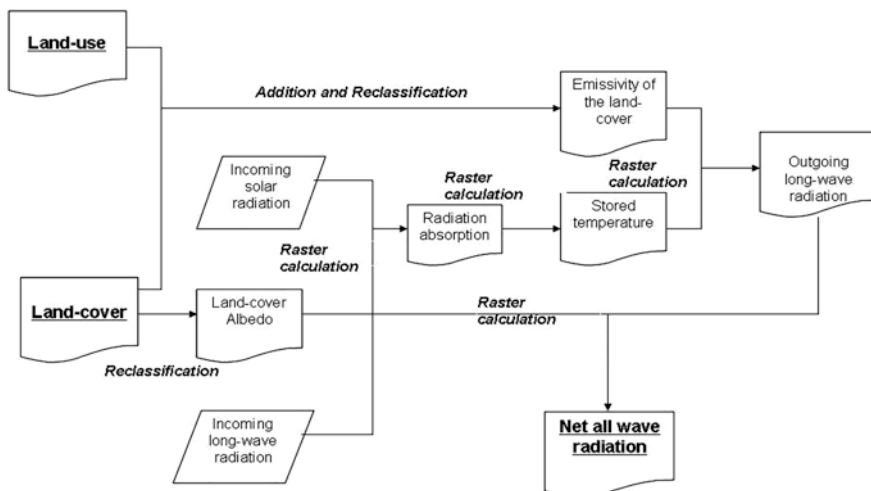 Land-use
Addition and Reclassification
Emissivity of
the land-
cover
Incoming
solar
radiation
Raster
calculation
Raster
calculation
Outgoing
long-wave
radiation
Radiation
absorption
Stored
temperature
Raster
calculation
Land-cover
Land-cover
Albedo
Raster
calculation
Reclassification
Incoming
long-wave
radiation
Net all wave
radiation